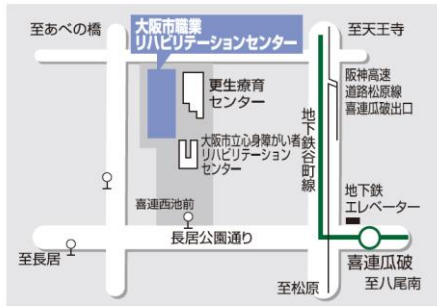 至あべの橋
大阪市職業
リハビリテーションセンター
至天王寺
更生療育
センター
阪神高速
道路松原線
喜連瓜破出口
地下鉄谷町線
大阪市立心身障がい者
リハビリテーション
センター
地下鉄
エレベーター
喜連西池前
長居公園通り
至長居
喜連瓜破
至松原
至八尾南